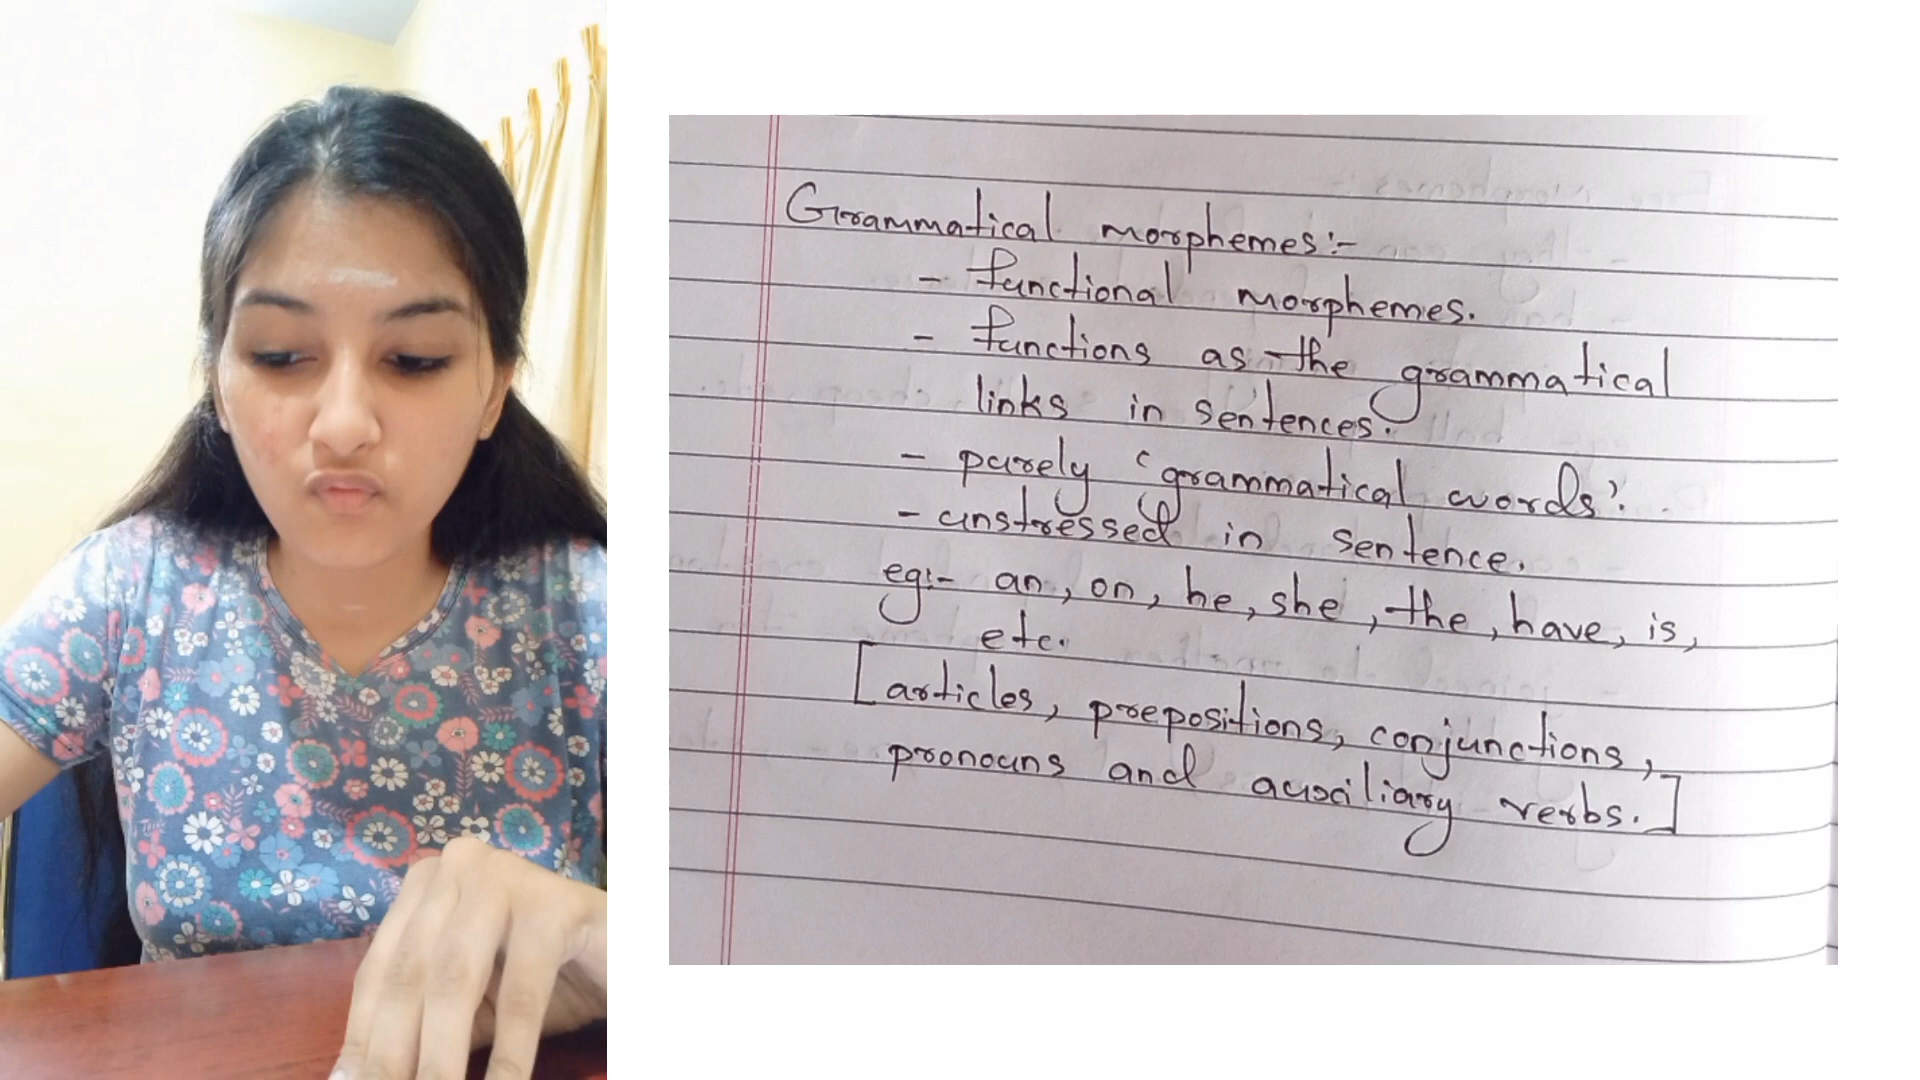 Grammatical morphemes:-
- functional morphemes.
- functions as the grammatical
links in sentences.
- purely 'grammatical words'.
- unstressed in sentence.
eg:- an, on, he, she, the, have, is,
etc.
[articles, prepositions, conjunctions,
pronouns and auxiliary verbs.]